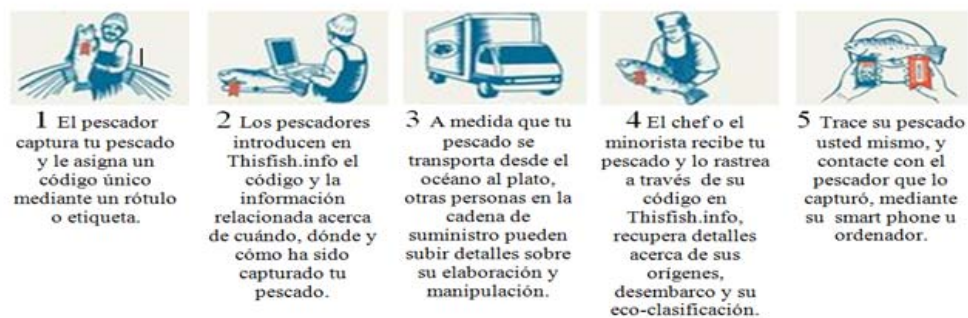 1 El pescador
captura tu pescado
y le asigna un
código único
mediante un rótulo
o etiqueta.
2 Los pescadores
introducen en
Thisfish.info el
código y la
información
relacionada acerca
de cuándo, dónde y
cómo ha sido
capturado tu
pescado.
3 A medida que tu
pescado se
transporta desde el
océano al plato,
otras personas en la
cadena de
suministro pueden
subir detalles sobre
su elaboración y
manipulación.
4 El chef o el
minorista recibe tu
pescado y lo rastrea
a través de su
código en
Thisfish.info,
recupera detalles
acerca de sus
orígenes,
desembarco y su
eco-clasificación.
5 Trace su pescado
usted mismo, y
contacte con el
pescador que lo
capturó, mediante
su smart phone u
ordenador.